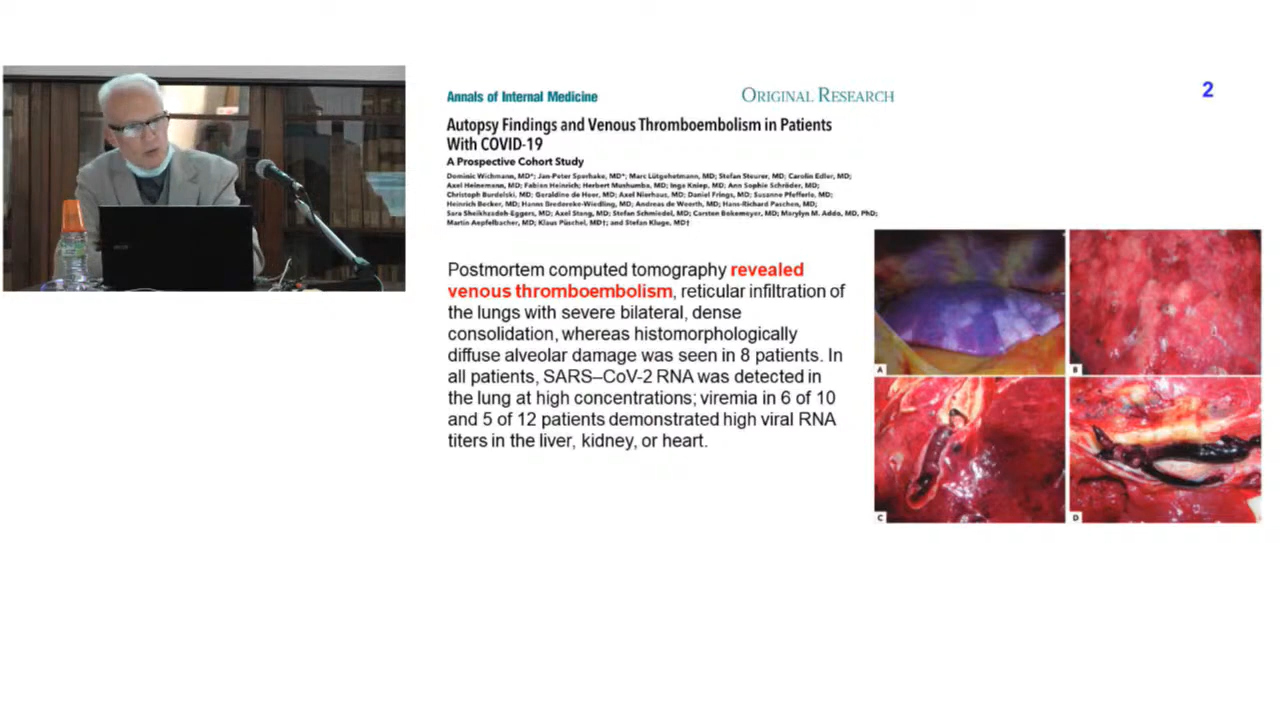 Annals of Internal Medicine
ORIGINAL RESEARCH
2
Autopsy Findings and Venous Thromboembolism in Patients
With COVID-19
A Prospective Cohort Study
Dominic Wichmann, MD*; Jan-Peter Sperhake, MD*; Marc Lütgehetmann, MD; Stefan Steurer, MD; Carolin Edler, MD;
Axel Heinemann, MD; Fabian Heinrich; Herbert Mushumba, MD; Inga Kniep, MD; Ann Sophie Schröder, MD;
Christoph Burdelski, MD; Geraldine de Heer, MD; Axel Nierhaus, MD; Daniel Frings, MD; Susanne Pfefferle, MD;
Heinrich Becker, MD; Hanns Bredereke-Wiedling, MD; Andreas de Weerth, MD; Hans-Richard Paschen, MD;
Sara Sheikhzadeh-Eggers, MD; Axel Stang, MD; Stefan Schmiedel, MD; Carsten Bokemeyer, MD; Marylyn M. Addo, MD, PhD;
Martin Aepfelbacher, MD; Klaus Püschel, MD†; and Stefan Kluge, MD†
Postmortem computed tomography revealed
venous thromboembolism, reticular infiltration of
the lungs with severe bilateral, dense
consolidation, whereas histomorphologically
diffuse alveolar damage was seen in 8 patients. In
all patients, SARS–CoV-2 RNA was detected in
the lung at high concentrations; viremia in 6 of 10
and 5 of 12 patients demonstrated high viral RNA
titers in the liver, kidney, or heart.
A
B
C
D